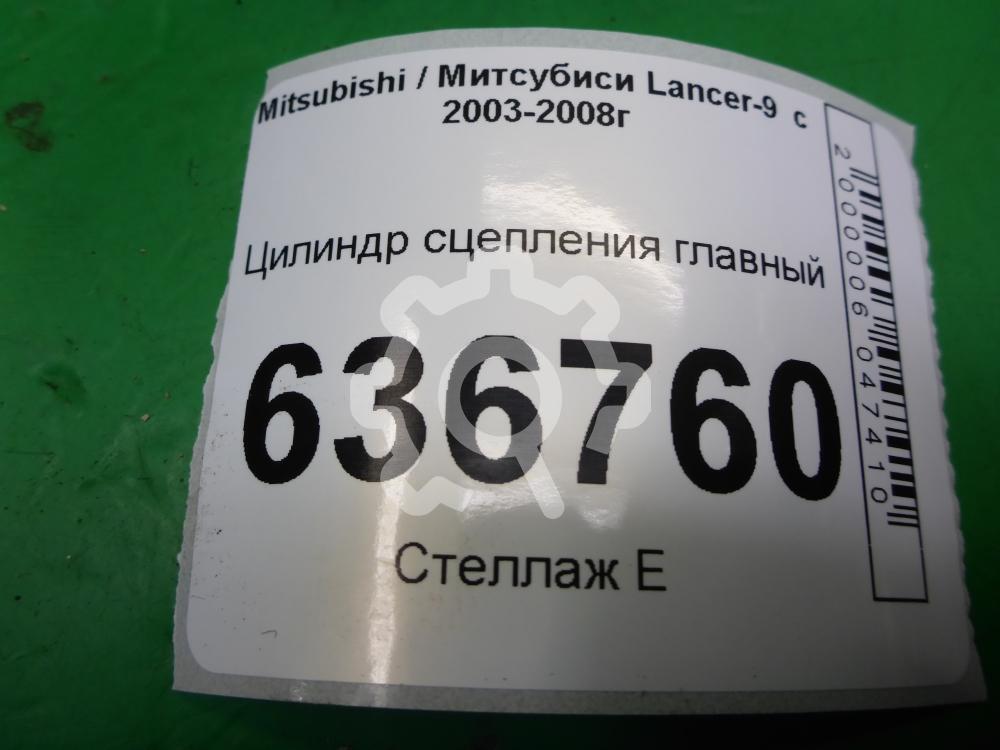 Mitsubishi / Митсубиси Lancer-9 с
2003-2008г
Цилиндр сцепления главный
636760
Стеллаж Е
2000006047410